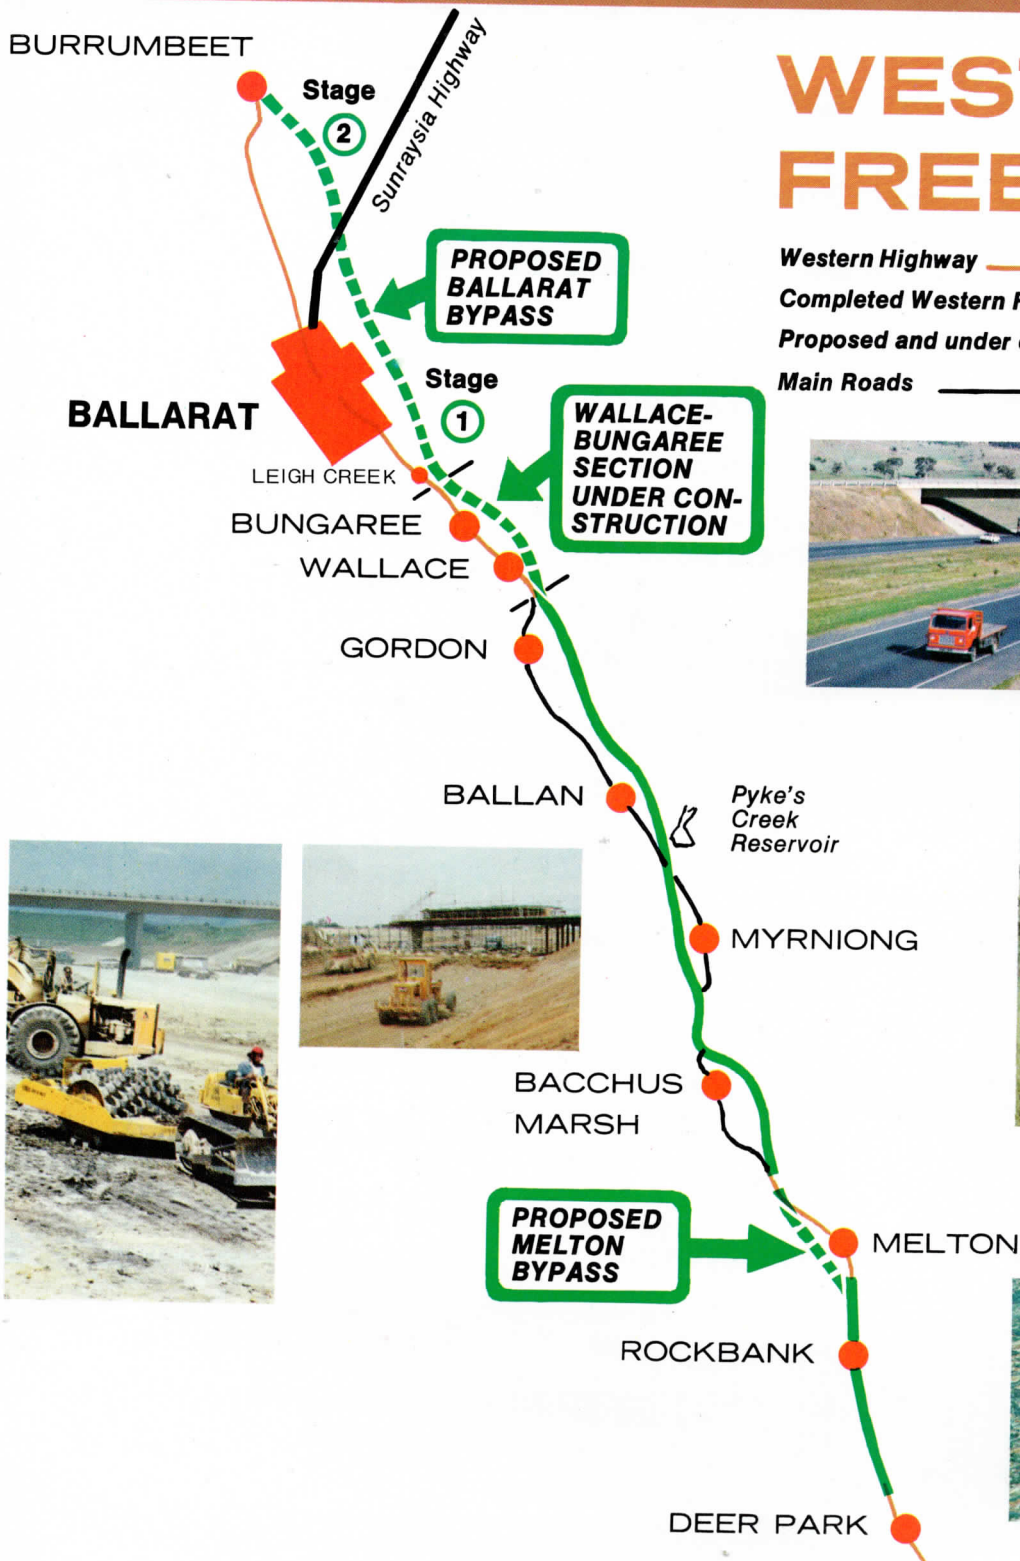 BURRUMBEET
Stage
2
Sunraysia Highway
WES
FREE
Western Highway
Completed Western
Proposed and under
Main Roads
PROPOSED
BALLARAT
BYPASS
Stage
1
BALLARAT
WALLACE-
BUNGAREE
SECTION
UNDER CON-
STRUCTION
LEIGH CREEK
BUNGAREE
WALLACE
GORDON
BALLAN
Pyke's
Creek
Reservoir
MYRNIONG
BACCHUS
MARSH
PROPOSED
MELTON
BYPASS
MELTON
ROCKBANK
DEER PARK